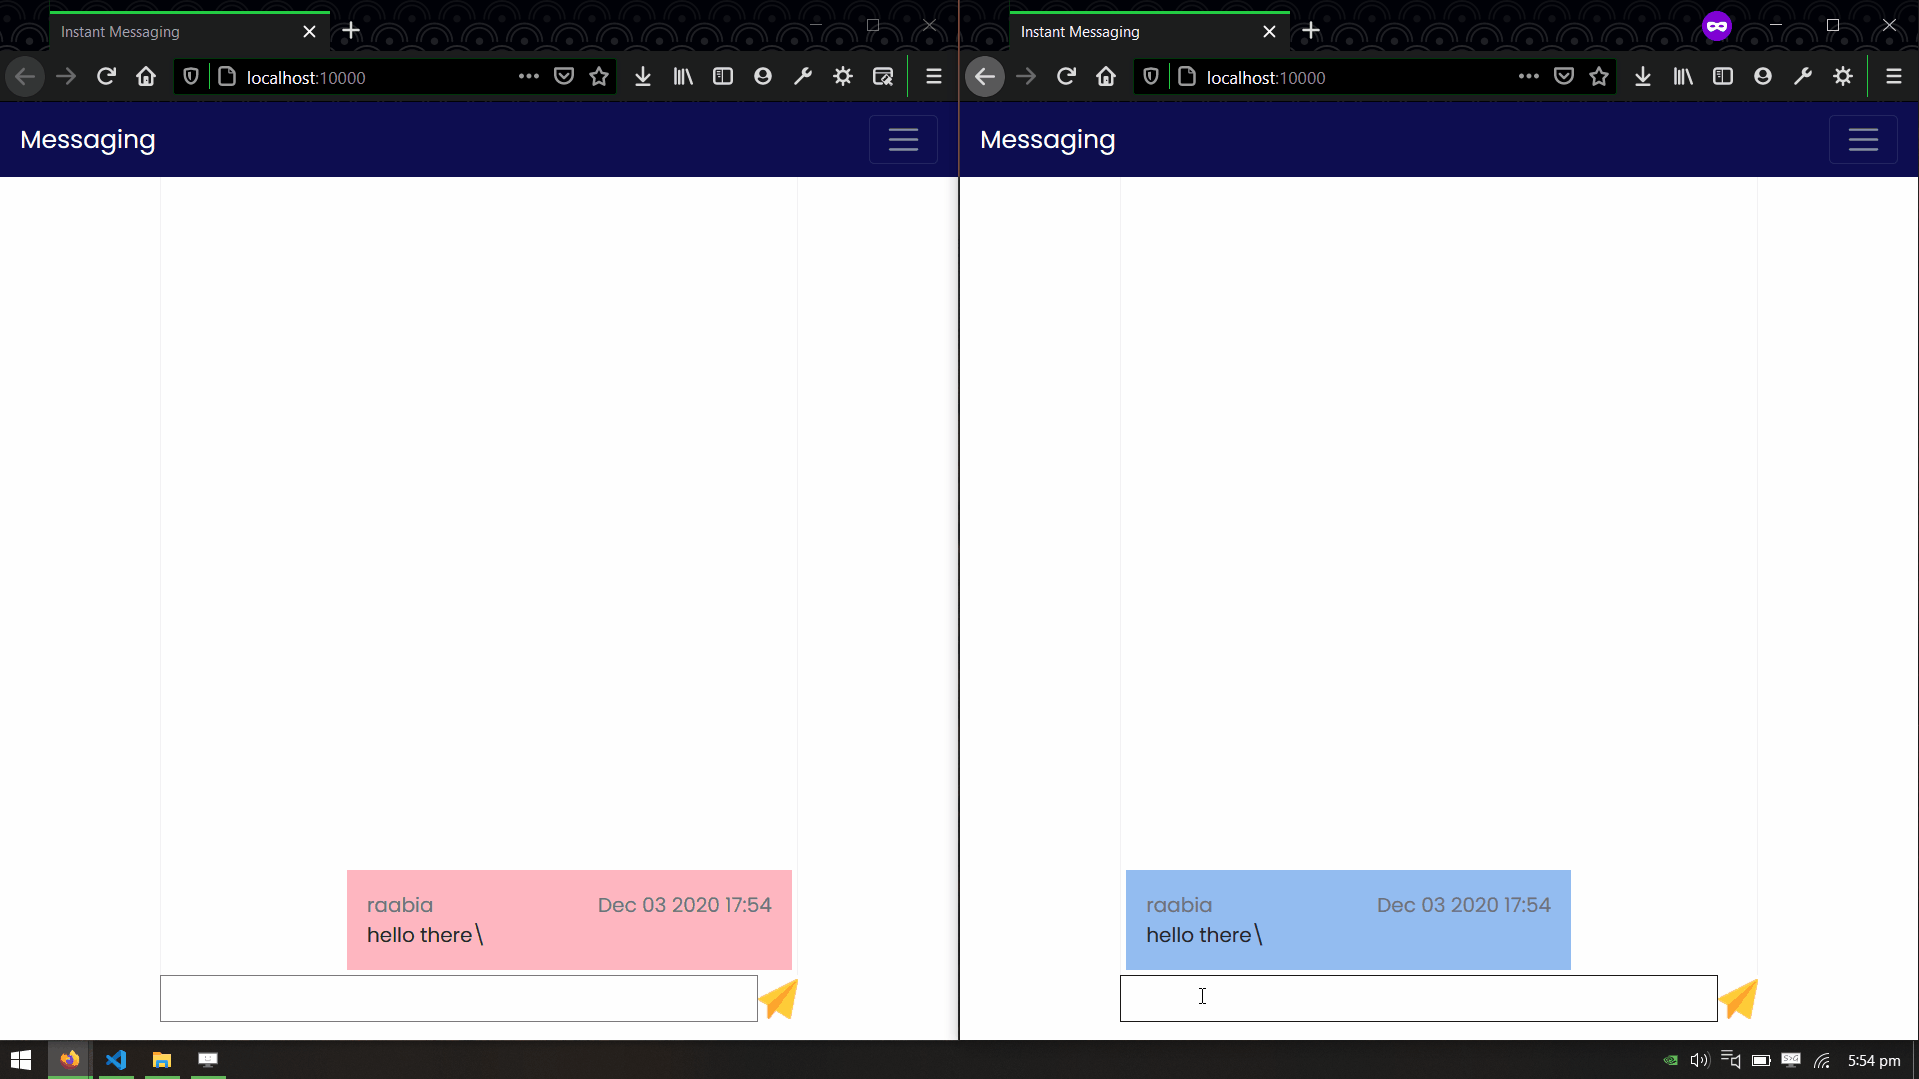 Instant Messaging
localhost:10000
Messaging
raabia Dec 03 2020 17:54
hello there\
Instant Messaging
localhost:10000
Messaging
raabia Dec 03 2020 17:54
hello there\
5:54 pm